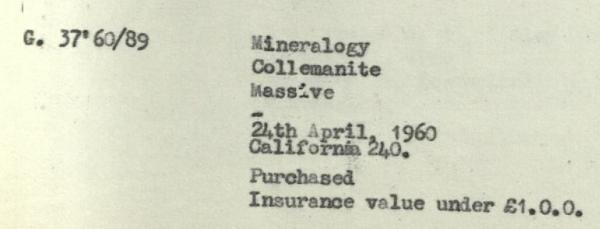 G. 37'60/89
Mineralogy
Collemanite
Massive
-
24th April, 1960
California 240.
Purchased
Insurance value under £1.0.0.